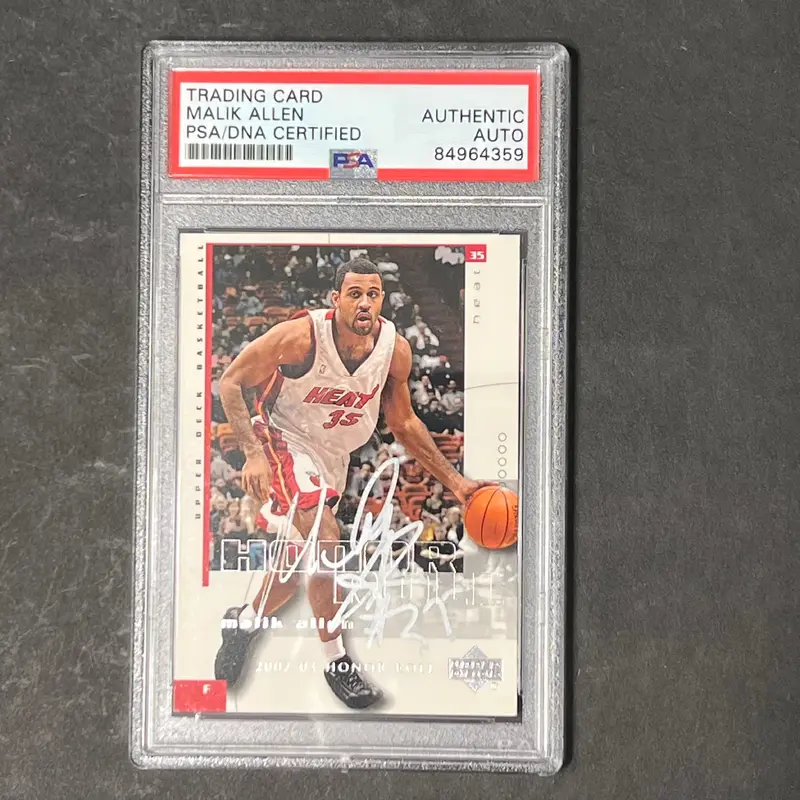 TRADING CARD
MALIK ALLEN
PSA/DNA CERTIFIED
AUTHENTIC
AUTO
84964359
PSA
UPPER DECK BASKETBALL
35
heat
HEAT
35
HONOR
malik allen
2002-03 HONOR ROLL
F